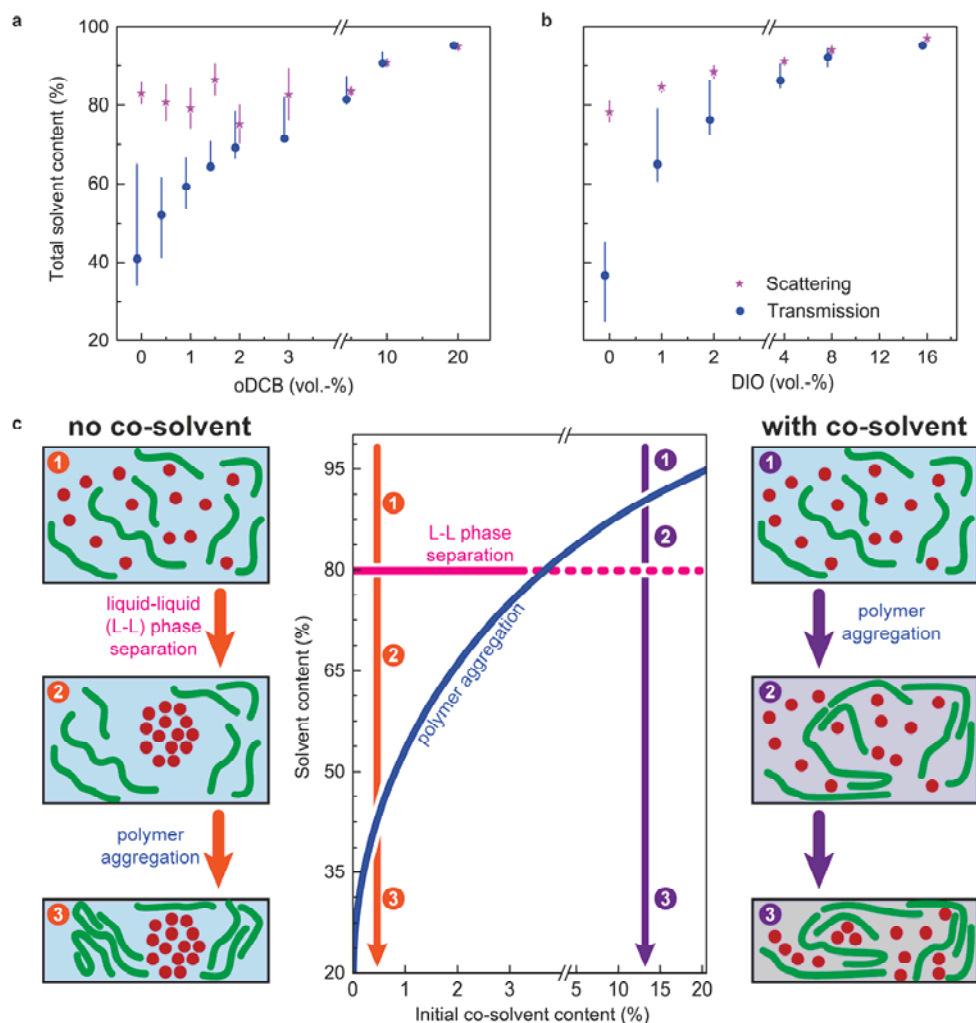 a
100
80
60
40
20
Total solvent content (%)
0 1 2 3 10 20
oDCB (vol.-%)
b
Scattering
Transmission
0 1 2 4 8 12 16
DIO (vol.-%)
c
no co-solvent
1
liquid-liquid
(L-L) phase
separation
2
polymer
aggregation
3
95
80
65
50
35
20
Solvent content (%)
1
2
3
L-L phase
separation
polymer aggregation
1
2
3
0 1 2 3 5 10 15 20
Initial co-solvent content (%)
with co-solvent
1
polymer
aggregation
2
3